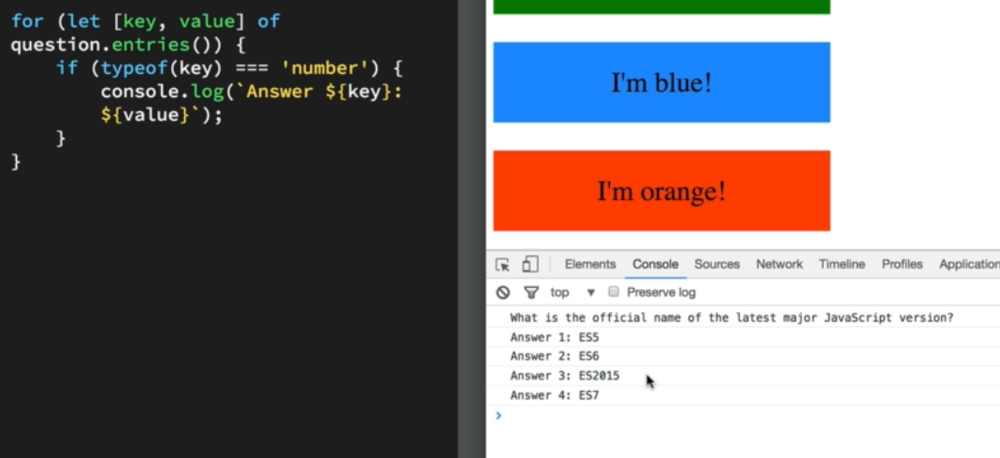 for (let [key, value] of
question.entries()) {
    if (typeof(key) === 'number') {
        console.log(`Answer ${key}:
        ${value}`);
    }
}
I'm blue!
I'm orange!
Elements Console Sources Network Timeline Profiles Application
top ▼ Preserve log
What is the official name of the latest major JavaScript version?
Answer 1: ES5
Answer 2: ES6
Answer 3: ES2015
Answer 4: ES7
>